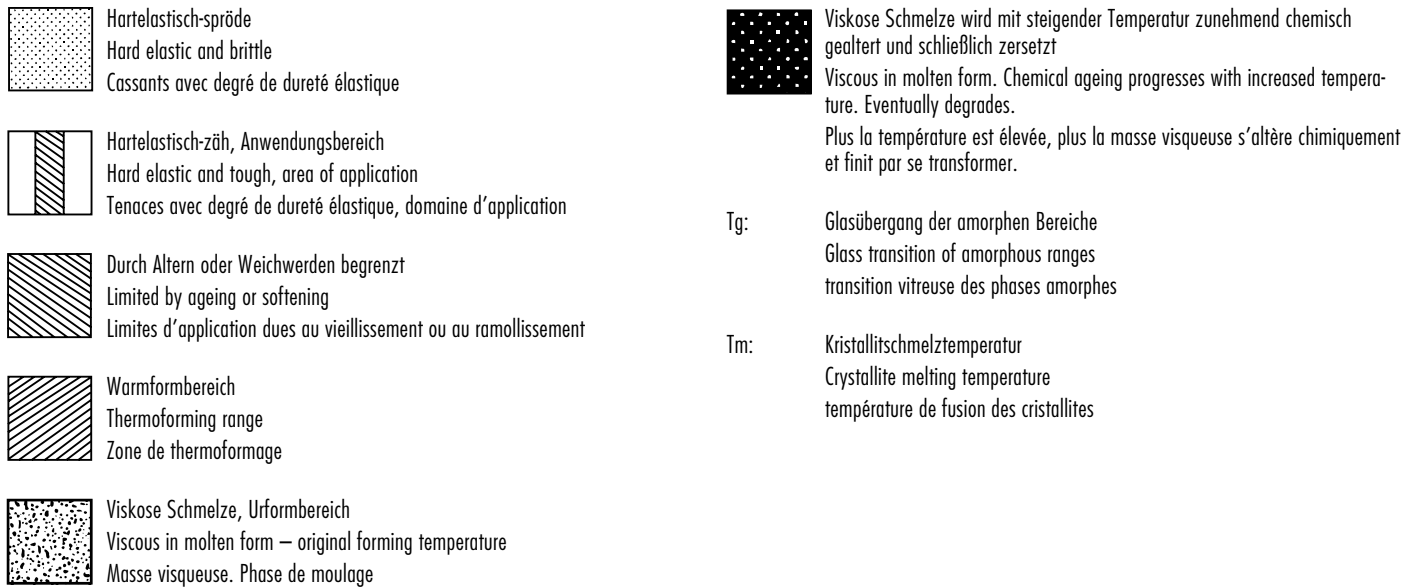 Hartelastisch-spröde
Hard elastic and brittle
Cassants avec degré de dureté élastique
Hartelastisch-zäh, Anwendungsbereich
Hard elastic and tough, area of application
Tenaces avec degré de dureté élastique, domaine d’application
Durch Altern oder Weichwerden begrenzt
Limited by ageing or softening
Limites d’application dues au vieillissement ou au ramollissement
Warmformbereich
Thermoforming range
Zone de thermoformage
Viskose Schmelze, Urformbereich
Viscous in molten form – original forming temperature
Masse visqueuse. Phase de moulage
Viskose Schmelze wird mit steigender Temperatur zunehmend chemisch
gealtert und schließlich zersetzt
Viscous in molten form. Chemical ageing progresses with increased tempera-
ture. Eventually degrades.
Plus la température est élevée, plus la masse visqueuse s’altère chimiquement
et finit par se transformer.
Tg: Glasübergang der amorphen Bereiche
Glass transition of amorphous ranges
transition vitreuse des phases amorphes
Tm: Kristallitschmelztemperatur
Crystallite melting temperature
température de fusion des cristallites